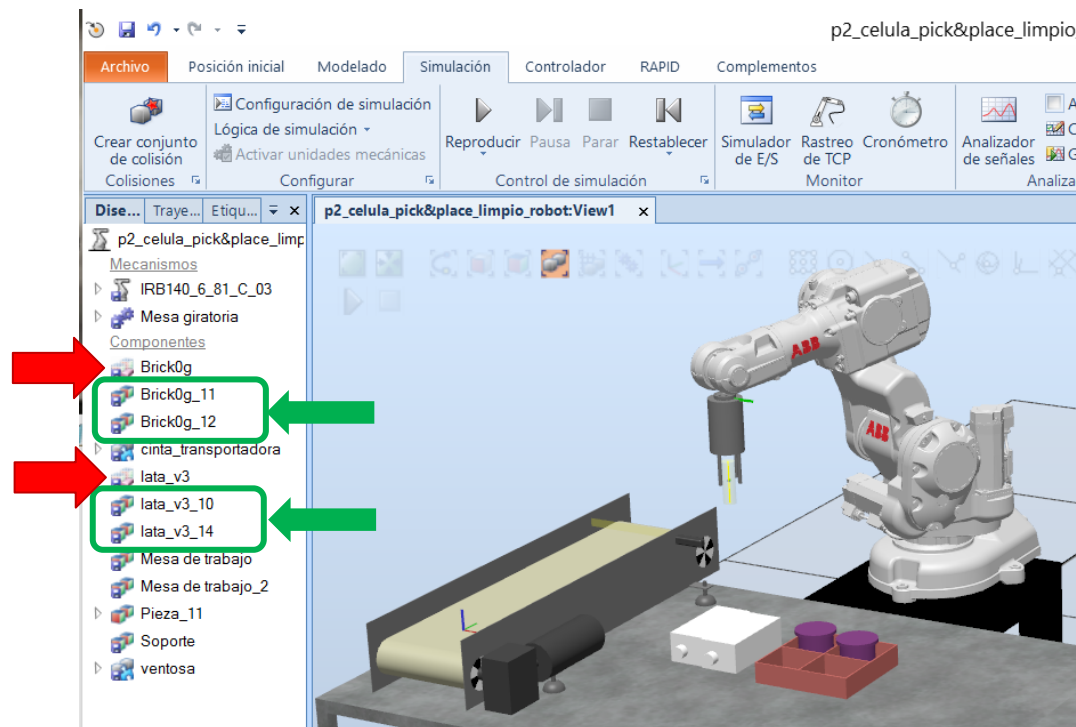 p2_celula_pick&place_limpio_
Archivo Posición inicial Modelado Simulación Controlador RAPID Complementos
Crear conjunto de colisión
Configuración de simulación
Lógica de simulación
Activar unidades mecánicas
Reproducir Pausa Parar Restablecer
Simulador de E/S
Rastreo de TCP
Cronómetro
Analizador de señales
A
C
G
Colisiones Configurar Control de simulación Monitor Analiza
Dise... Traye... Etiqu...
p2_celula_pick&place_limpio_robot:View1
p2_celula_pick&place_limp
Mecanismos
IRB140_6_81_C_03
Mesa giratoria
Componentes
Brick0g
Brick0g_11
Brick0g_12
cinta_transportadora
lata_v3
lata_v3_10
lata_v3_14
Mesa de trabajo
Mesa de trabajo_2
Pieza_11
Soporte
ventosa
ABB
ABB